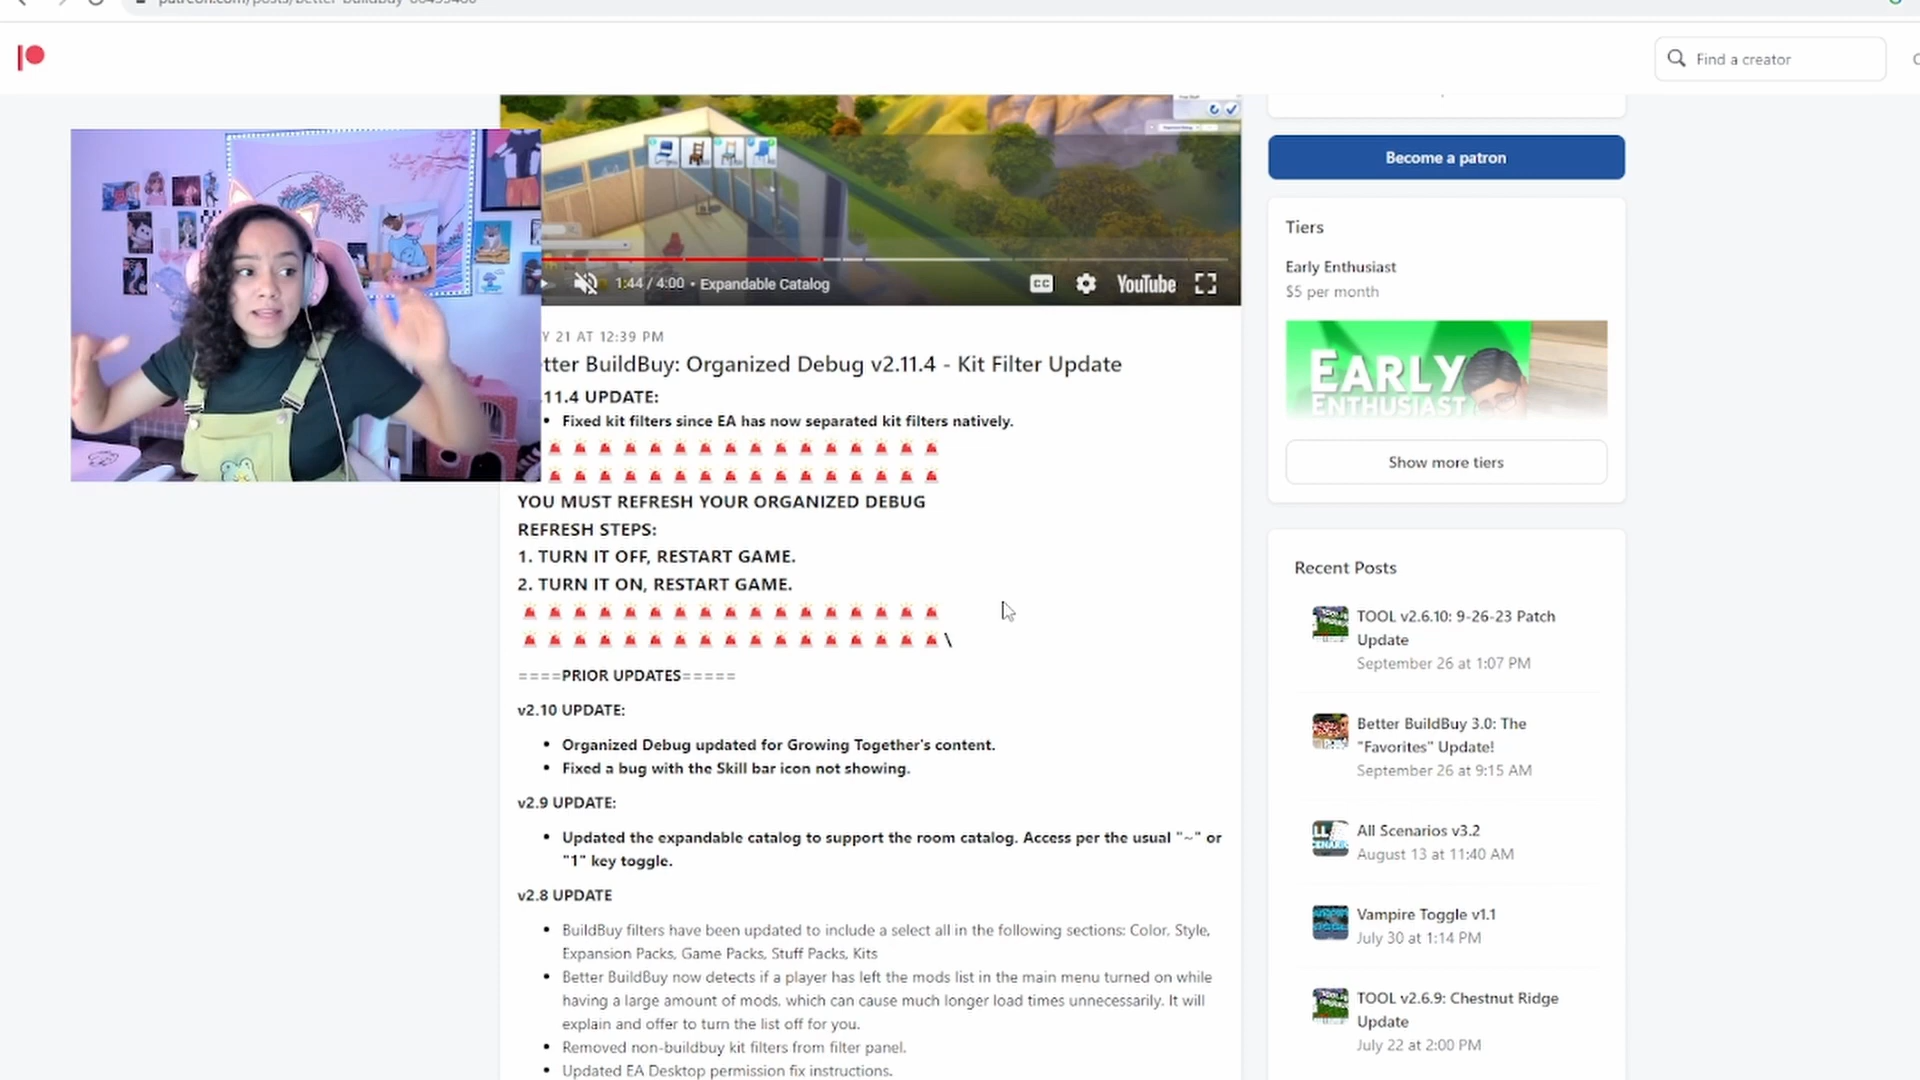 Find a creator
1:44 / 4:00 • Expandable Catalog
CC
YouTube
Y 21 AT 12:39 PM
tter BuildBuy: Organized Debug v2.11.4 - Kit Filter Update
.11.4 UPDATE:
• Fixed kit filters since EA has now separated kit filters natively.
YOU MUST REFRESH YOUR ORGANIZED DEBUG
REFRESH STEPS:
1. TURN IT OFF, RESTART GAME.
2. TURN IT ON, RESTART GAME.
\
====PRIOR UPDATES=====
v2.10 UPDATE:
• Organized Debug updated for Growing Together's content.
• Fixed a bug with the Skill bar icon not showing.
v2.9 UPDATE:
• Updated the expandable catalog to support the room catalog. Access per the usual "~" or
"1" key toggle.
v2.8 UPDATE
• BuildBuy filters have been updated to include a select all in the following sections: Color, Style,
Expansion Packs, Game Packs, Stuff Packs, Kits
• Better BuildBuy now detects if a player has left the mods list in the main menu turned on while
having a large amount of mods, which can cause much longer load times unnecessarily. It will
explain and offer to turn the list off for you.
• Removed non-buildbuy kit filters from filter panel.
• Updated EA Desktop permission fix instructions.
Become a patron
Tiers
Early Enthusiast
$5 per month
EARLY
ENTHUSIAST
Show more tiers
Recent Posts
TOOL v2.6.10: 9-26-23 Patch
Update
September 26 at 1:07 PM
Better BuildBuy 3.0: The
"Favorites" Update!
September 26 at 9:15 AM
All Scenarios v3.2
August 13 at 11:40 AM
Vampire Toggle v1.1
July 30 at 1:14 PM
TOOL v2.6.9: Chestnut Ridge
Update
July 22 at 2:00 PM